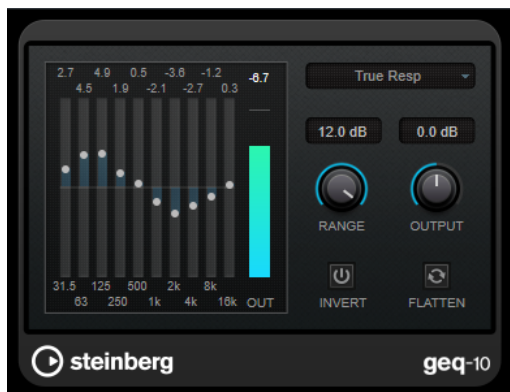 2.7 4.9 0.5 -3.6 -1.2
4.5 1.9 -2.1 -2.7 0.3
-6.7
True Resp
12.0 dB 0.0 dB
RANGE OUTPUT
31.5 125 500 2k 8k
63 250 1k 4k 16k OUT
INVERT FLATTEN
steinberg geq-10